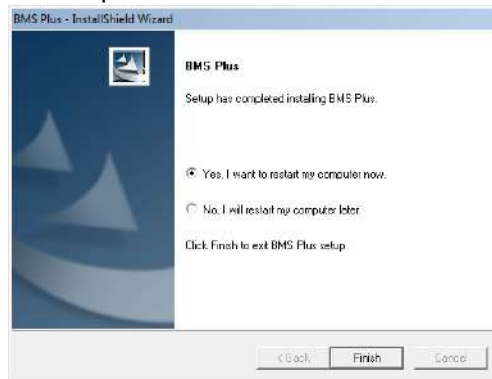 BMS Plus - InstallShield Wizard
BMS Plus
Setup has completed installing BMS Plus.
Yes, I want to restart my computer now.
No, I will restart my computer later.
Click Finish to exit BMS Plus setup.
< Back
Finish
Cancel